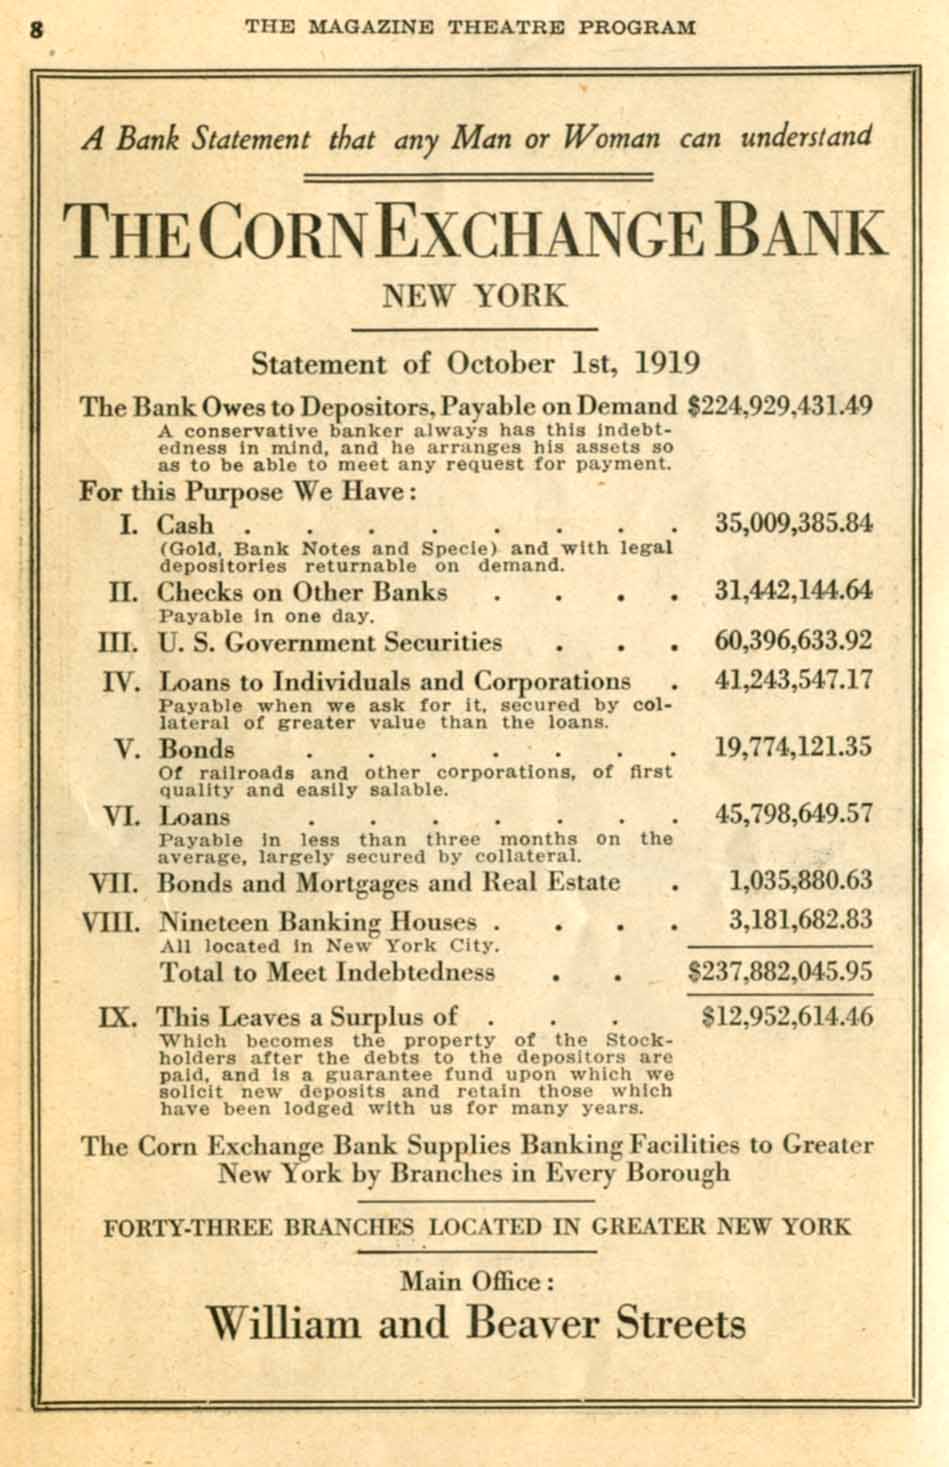 8 THE MAGAZINE THEATRE PROGRAM
A Bank Statement that any Man or Woman can understand
THE CORN EXCHANGE BANK
NEW YORK
Statement of October 1st, 1919
The Bank Owes to Depositors, Payable on Demand $224,929,431.49
A conservative banker always has this indebt-
edness in mind, and he arranges his assets so
as to be able to meet any request for payment.
For this Purpose We Have:
I. Cash . . . . . . . . 35,009,385.84
(Gold, Bank Notes and Specie) and with legal
depositories returnable on demand.
II. Checks on Other Banks . . . . 31,442,144.64
Payable in one day.
III. U. S. Government Securities . . . 60,396,633.92
IV. Loans to Individuals and Corporations . 41,243,547.17
Payable when we ask for it, secured by col-
lateral of greater value than the loans.
V. Bonds . . . . . . . 19,774,121.35
Of railroads and other corporations, of first
quality and easily salable.
VI. Loans . . . . . . . 45,798,649.57
Payable in less than three months on the
average, largely secured by collateral.
VII. Bonds and Mortgages and Real Estate . 1,035,880.63
VIII. Nineteen Banking Houses . . . . 3,181,682.83
All located in New York City.
Total to Meet Indebtedness . . $237,882,045.95
IX. This Leaves a Surplus of . . . $12,952,614.46
Which becomes the property of the Stock-
holders after the debts to the depositors are
paid, and is a guarantee fund upon which we
solicit new deposits and retain those which
have been lodged with us for many years.
The Corn Exchange Bank Supplies Banking Facilities to Greater
New York by Branches in Every Borough
FORTY-THREE BRANCHES LOCATED IN GREATER NEW YORK
Main Office:
William and Beaver Streets